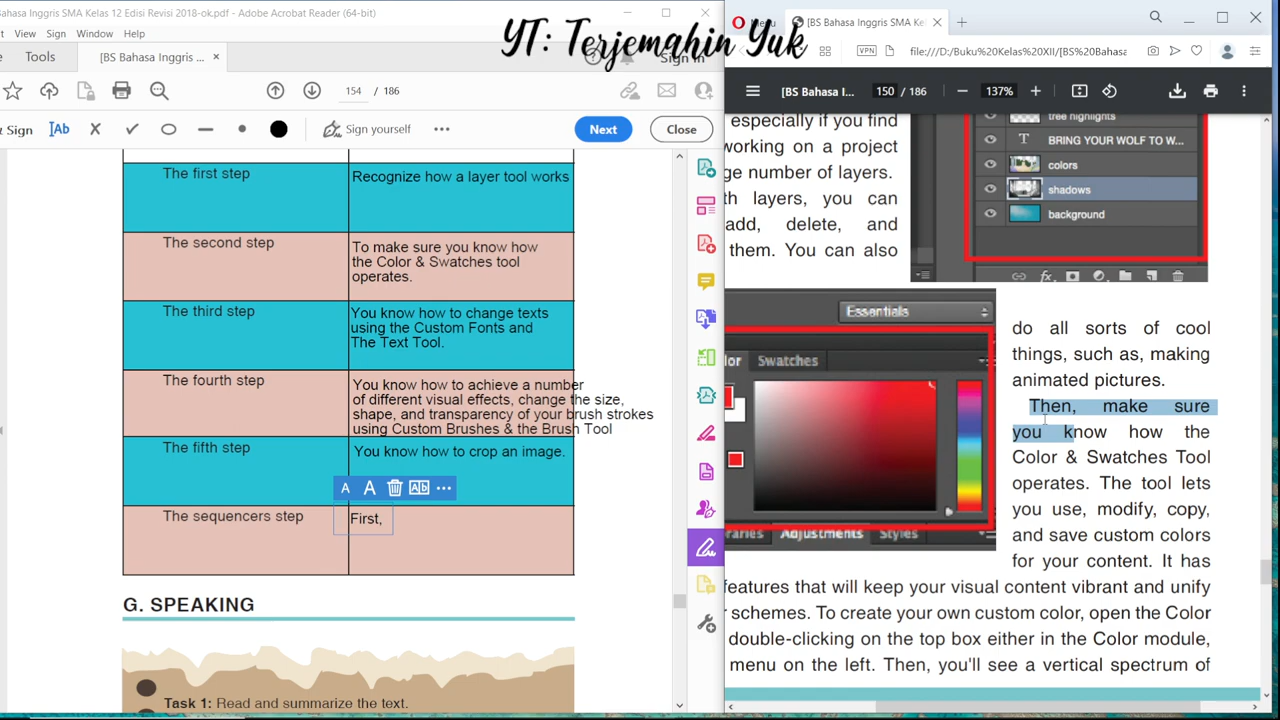 Bahasa Inggris SMA Kelas 12 Edisi Revisi 2018-ok.pdf - Adobe Acrobat Reader (64-bit)
View Sign Window Help
Tools
[BS Bahasa Inggris ... ×
Sign In
YT: Terjemahin Yuk
154 / 186
Sign
Ab
Sign yourself
Next
Close
The first step
Recognize how a layer tool works
The second step
To make sure you know how
the Color & Swatches tool
operates.
The third step
You know how to change texts
using the Custom Fonts and
The Text Tool.
The fourth step
You know how to achieve a number
of different visual effects, change the size,
shape, and transparency of your brush strokes
using Custom Brushes & the Brush Tool
The fifth step
You know how to crop an image.
A A Ab
The sequencers step
First,
G. SPEAKING
Task 1: Read and summarize the text.
[BS Bahasa Inggris SMA Kel
VPN
file:///D:/Buku%20Kelas%20XII/[BS%20Bahasa
[BS Bahasa I...
150 / 186
137%
especially if you find
working on a project
ge number of layers.
th layers, you can
add, delete, and
them. You can also
tree highlights
T BRING YOUR WOLF TO W...
colors
shadows
background
fx
Essentials
lor
Swatches
raries
Adjustments
Styles
do all sorts of cool
things, such as, making
animated pictures.
Then, make sure
you know how the
Color & Swatches Tool
operates. The tool lets
you use, modify, copy,
and save custom colors
for your content. It has
features that will keep your visual content vibrant and unify
schemes. To create your own custom color, open the Color
double-clicking on the top box either in the Color module,
menu on the left. Then, you'll see a vertical spectrum of